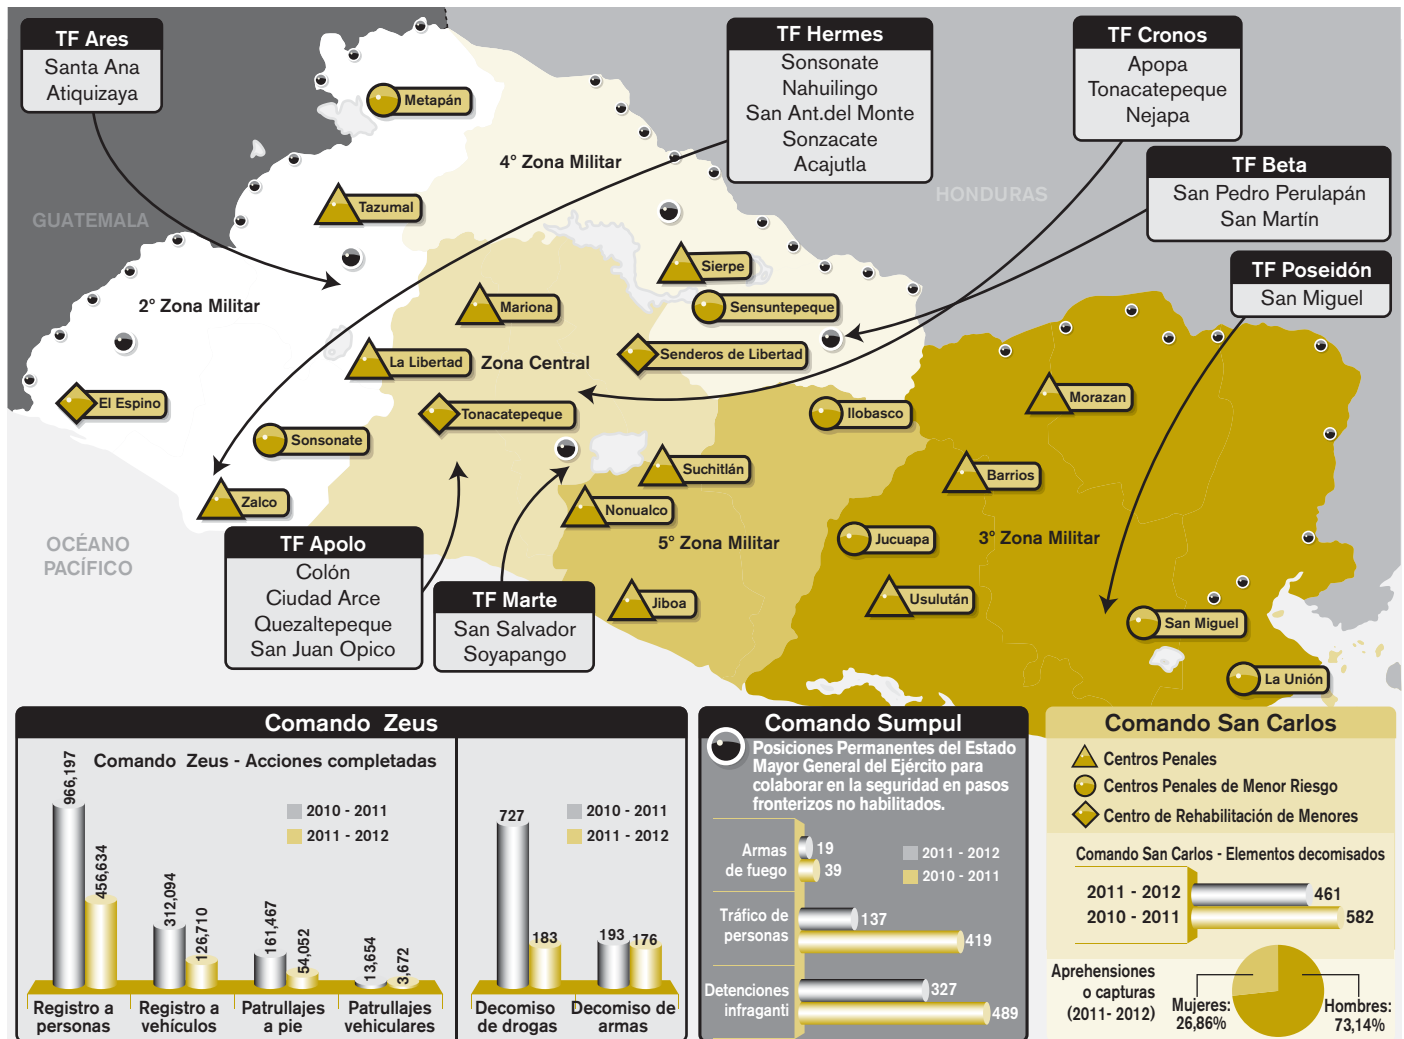 TF Ares
Santa Ana
Atiquizaya
TF Hermes
Sonsonate
Nahuilingo
San Ant.del Monte
Sonzacate
Acajutla
TF Cronos
Apopa
Tonacatepeque
Nejapa
TF Beta
San Pedro Perulapán
San Martín
TF Poseidón
San Miguel
GUATEMALA
HONDURAS
OCÉANO
PACÍFICO
Metapán
4° Zona Militar
Tazumal
Sierpe
2° Zona Militar
Mariona
Sensuntepeque
La Libertad
Zona Central
Senderos de Libertad
El Espino
Tonacatepeque
Ilobasco
Morazan
Sonsonate
Suchitlán
Barrios
Zalco
Nonualco
5° Zona Militar
Jucuapa
3° Zona Militar
Jiboa
Usulután
San Miguel
La Unión
TF Apolo
Colón
Ciudad Arce
Quezaltepeque
San Juan Opico
TF Marte
San Salvador
Soyapango
Comando Zeus
Comando Zeus - Acciones completadas
2010 - 2011
2011 - 2012
966,197
456,634
312,094
126,710
161,467
54,052
13,654
3,672
Registro a
personas
Registro a
vehículos
Patrullajes
a pie
Patrullajes
vehiculares
2010 - 2011
2011 - 2012
727
183
193
176
Decomiso
de drogas
Decomiso de
armas
Comando Sumpul
Posiciones Permanentes del Estado
Mayor General del Ejército para
colaborar en la seguridad en pasos
fronterizos no habilitados.
2011 - 2012
2010 - 2011
Armas
de fuego
19
39
Tráfico de
personas
137
419
Detenciones
infraganti
327
489
Comando San Carlos
Centros Penales
Centros Penales de Menor Riesgo
Centro de Rehabilitación de Menores
Comando San Carlos - Elementos decomisados
2011 - 2012
461
2010 - 2011
582
Aprehensiones
o capturas
(2011- 2012)
Mujeres:
26,86%
Hombres:
73,14%